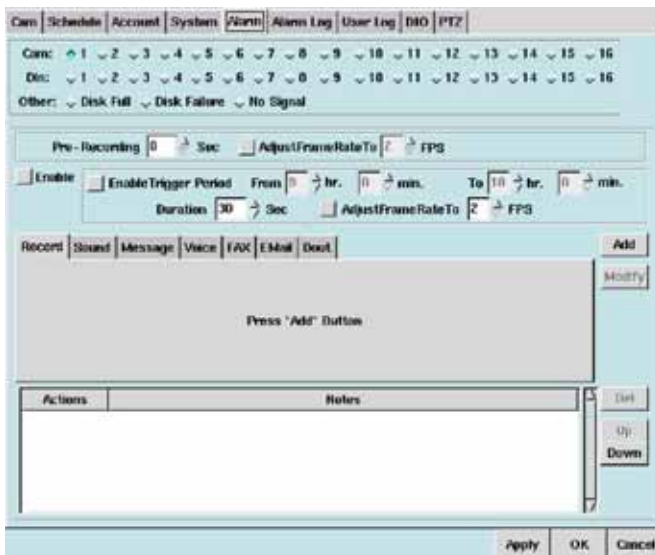 Cam Schedule Account System Alarm Alarm Log User Log DIO PTZ
Cam: 1 2 3 4 5 6 7 8 9 10 11 12 13 14 15 16
Din: 1 2 3 4 5 6 7 8 9 10 11 12 13 14 15 16
Other: Disk Full Disk Failure No Signal
Pre-Recording 0 Sec AdjustFrameRateTo 2 FPS
Enable EnableTrigger Period From hr. 0 min. To 18 hr. 0 min.
Duration 30 Sec AdjustFrameRateTo 2 FPS
Record Sound Message Voice FAX EMail Dout Add
Modify
Press "Add" Button
Actions Notes Del
Up
Down
Apply OK Cancel